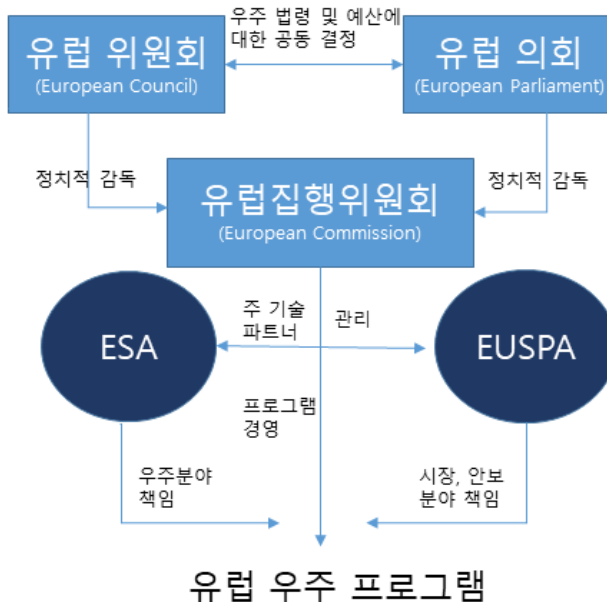 우주 법령 및 예산에
대한 공동 결정
유럽 위원회
(European Council)
유럽 의회
(European Parliament)
정치적 감독
정치적 감독
유럽집행위원회
(European Commission)
주 기술
파트너
관리
ESA
EUSPA
프로그램
경영
우주분야
책임
시장, 안보
분야 책임
유럽 우주 프로그램